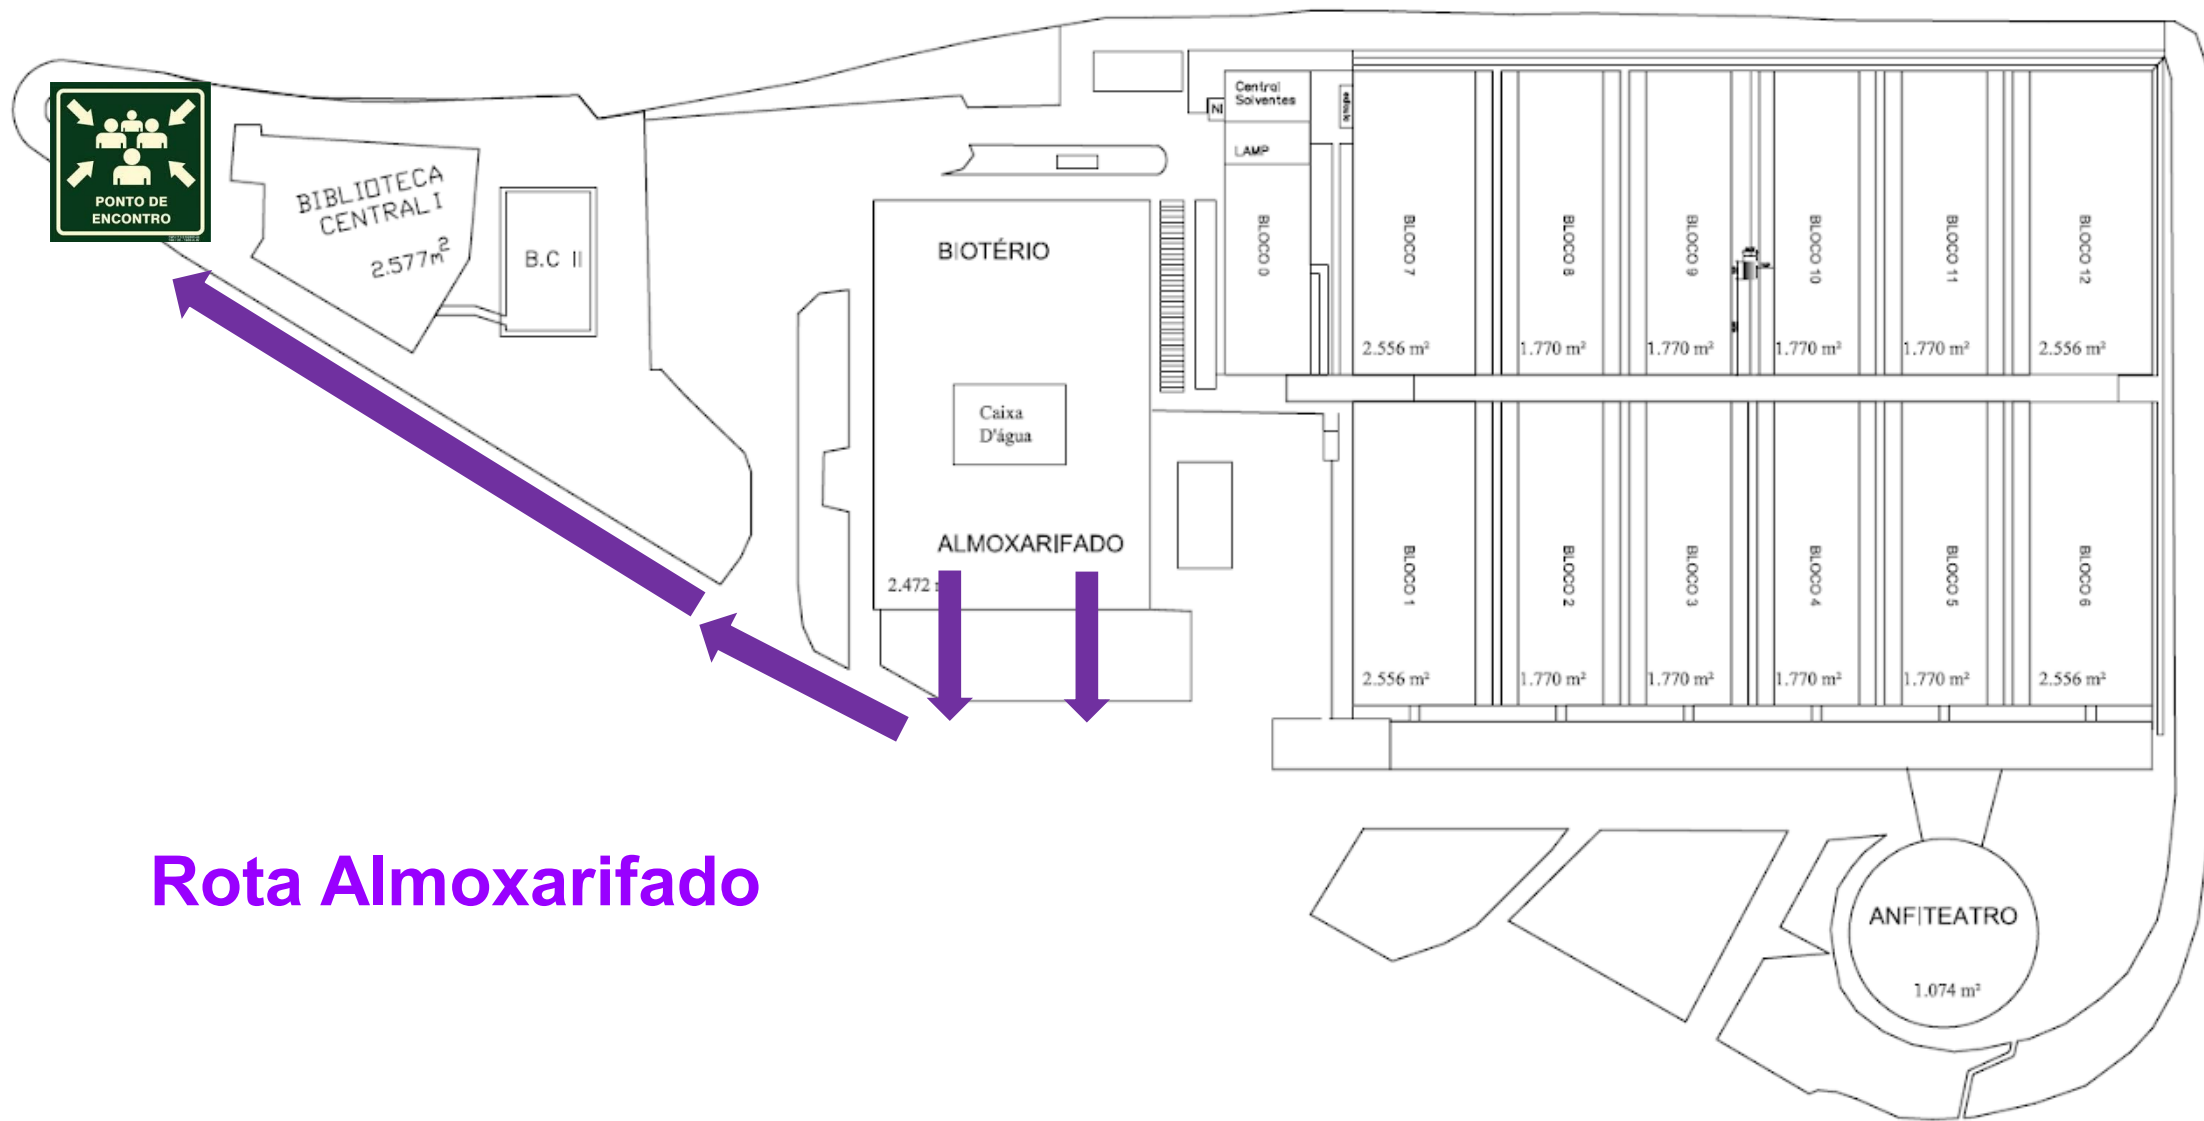 Central
Solventes
NI
LAMP
PONTO DE
ENCONTRO
BIBLIOTECA
CENTRAL I
2.577m²
B.C II
BIOTÉRIO
BLOCO 0
BLOCO 7
BLOCO 8
BLOCO 9
BLOCO 10
BLOCO 11
BLOCO 12
2.556 m²
1.770 m²
1.770 m²
1.770 m²
1.770 m²
2.556 m²
Caixa
D'água
ALMOXARIFADO
2.472
BLOCO 1
BLOCO 2
BLOCO 3
BLOCO 4
BLOCO 5
BLOCO 6
2.556 m²
1.770 m²
1.770 m²
1.770 m²
1.770 m²
2.556 m²
Rota Almoxarifado
ANFITEATRO
1.074 m²